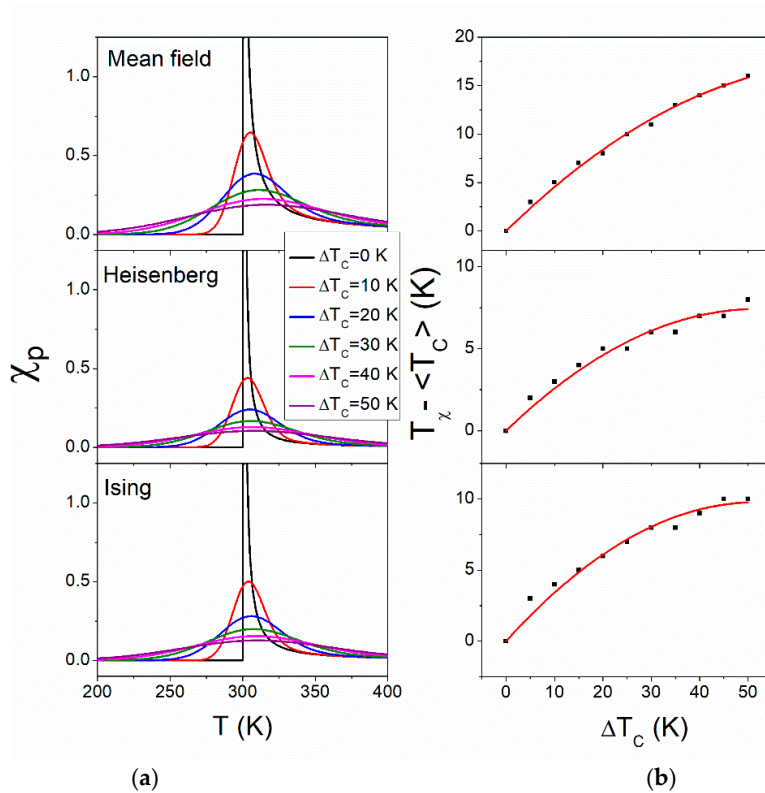 Mean field
1.0
0.5
0.0
Heisenberg
1.0
0.5
0.0
Ising
1.0
0.5
0.0
200 250 300 350 400
T (K)
χp
ΔTC=0 K
ΔTC=10 K
ΔTC=20 K
ΔTC=30 K
ΔTC=40 K
ΔTC=50 K
20
15
10
5
0
10
5
0
10
5
0
0 10 20 30 40 50
ΔTC (K)
Tχ - <TC> (K)
(a) (b)